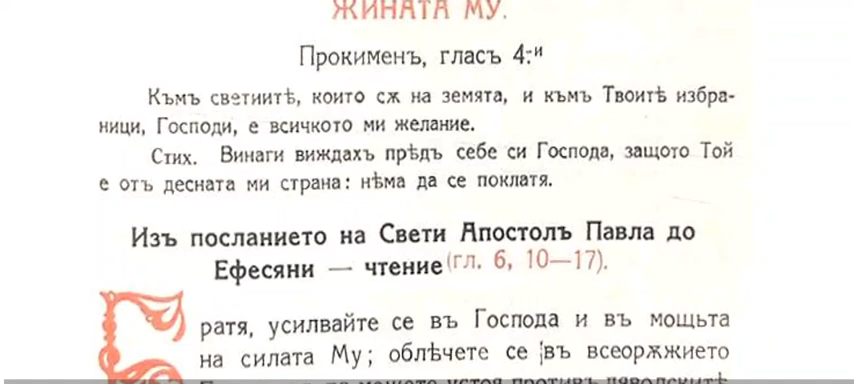 ЖИНАТА МУ.
Прокименъ, гласъ 4:и
Къмъ светиитѣ, които сѫ на земята, и къмъ Твоитѣ избра-
ници, Господи, е всичкото ми желание.
Стих. Винаги виждахъ прѣдъ себе си Господа, защото Той
е отъ десната ми страна: нѣма да се поклатя.
Изъ посланието на Свети Апостолъ Павла до
Ефесяни — чтение (гл. 6, 10—17).
Братя, усилвайте се въ Господа и въ мощьта
на силата Му; облѣчете се въ всеорѫжието